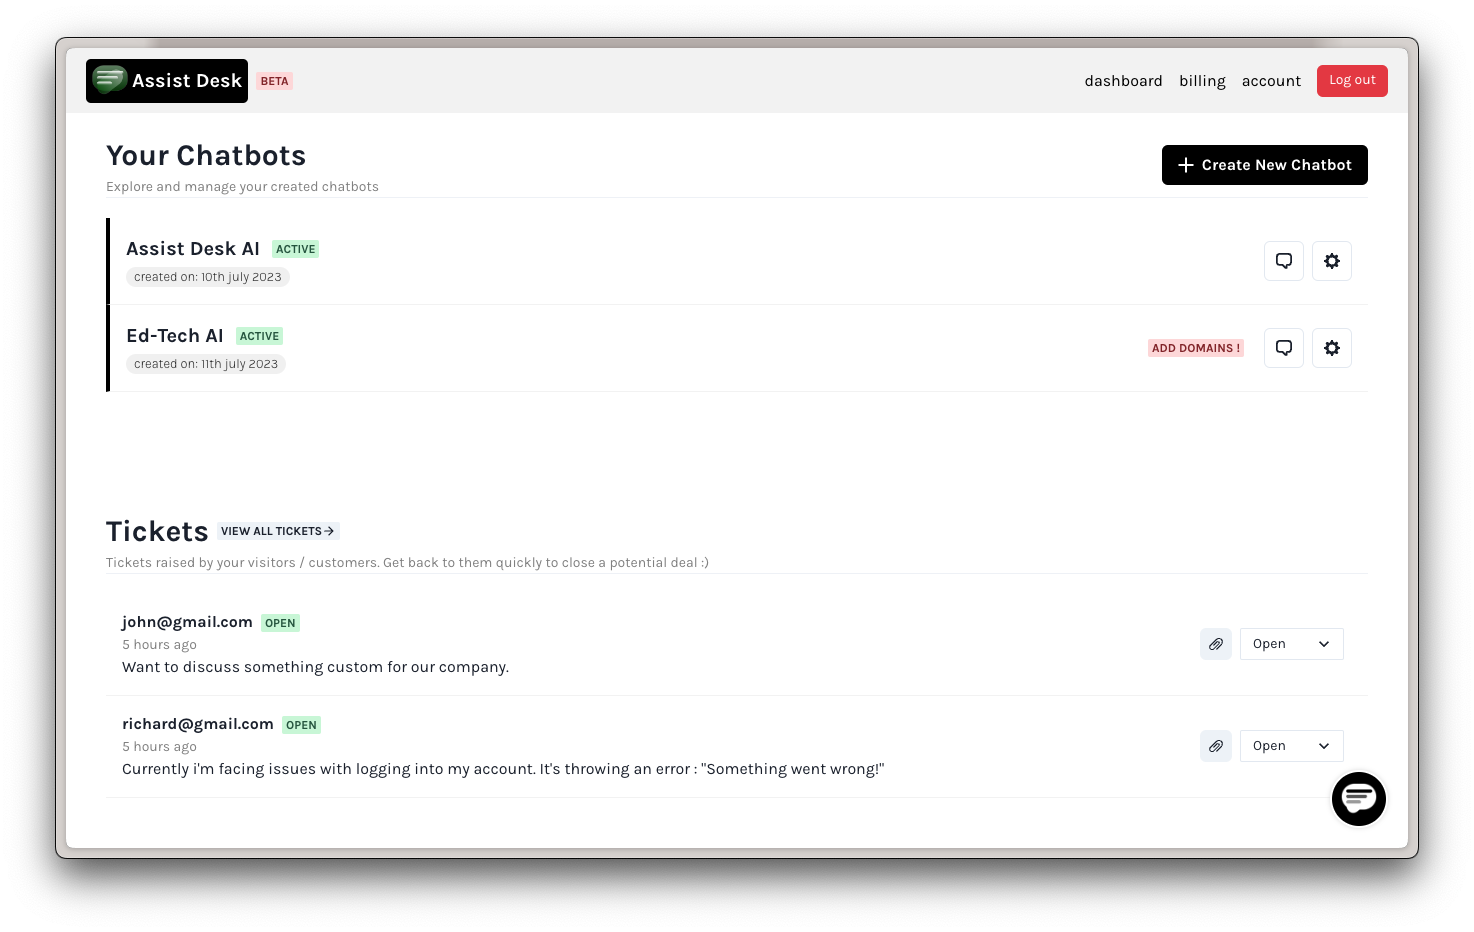 Assist Desk BETA
dashboard billing account Log out
Your Chatbots
Create New Chatbot
Explore and manage your created chatbots
Assist Desk AI ACTIVE
created on: 10th july 2023
Ed-Tech AI ACTIVE
ADD DOMAINS !
created on: 11th july 2023
Tickets VIEW ALL TICKETS→
Tickets raised by your visitors / customers. Get back to them quickly to close a potential deal :)
john@gmail.com OPEN
5 hours ago
Open
Want to discuss something custom for our company.
richard@gmail.com OPEN
5 hours ago
Open
Currently i'm facing issues with logging into my account. It's throwing an error : "Something went wrong!"